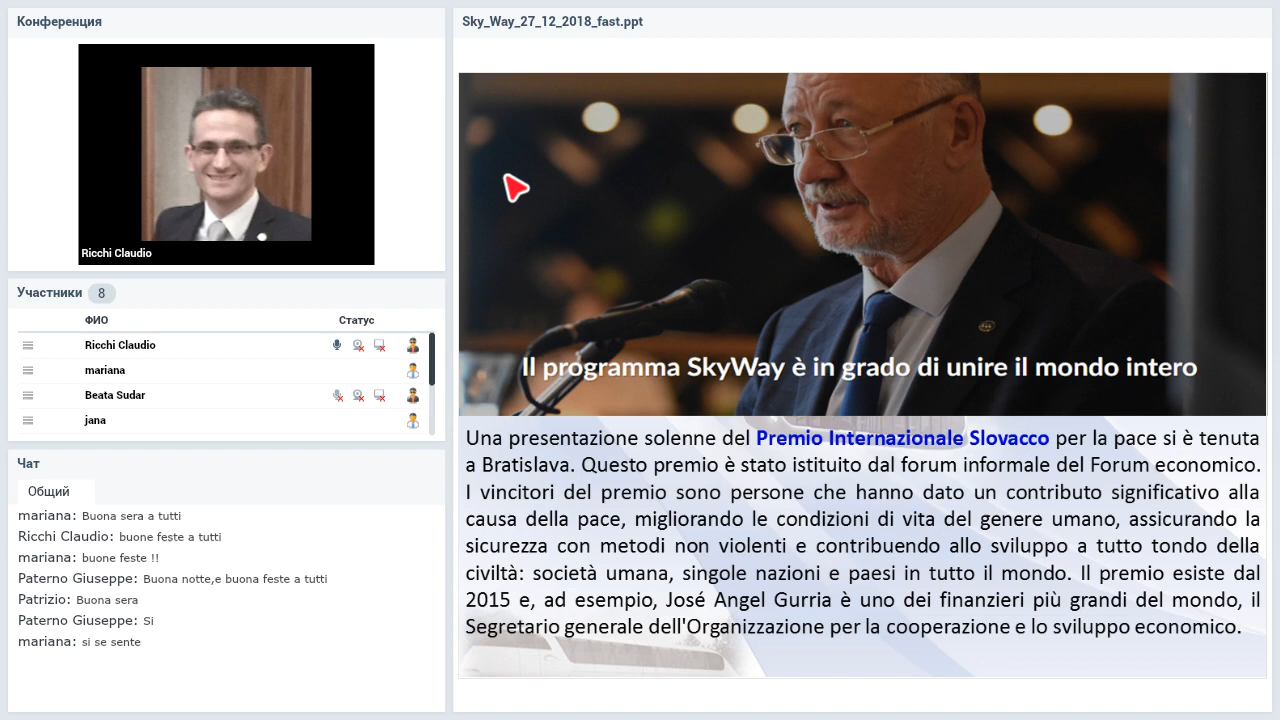 Конференция
Ricchi Claudio
Участники 8
ФИО Статус
Ricchi Claudio
mariana
Beata Sudar
jana
Чат
Общий
mariana: Buona sera a tutti
Ricchi Claudio: buone feste a tutti
mariana: buone feste !!
Paterno Giuseppe: Buona notte,e buona feste a tutti
Patrizio: Buona sera
Paterno Giuseppe: Si
mariana: si se sente
Sky_Way_27_12_2018_fast.ppt
Il programma SkyWay è in grado di unire il mondo intero
Una presentazione solenne del Premio Internazionale Slovacco per la pace si è tenuta
a Bratislava. Questo premio è stato istituito dal forum informale del Forum economico.
I vincitori del premio sono persone che hanno dato un contributo significativo alla
causa della pace, migliorando le condizioni di vita del genere umano, assicurando la
sicurezza con metodi non violenti e contribuendo allo sviluppo a tutto tondo della
civiltà: società umana, singole nazioni e paesi in tutto il mondo. Il premio esiste dal
2015 e, ad esempio, José Angel Gurria è uno dei finanzieri più grandi del mondo, il
Segretario generale dell'Organizzazione per la cooperazione e lo sviluppo economico.